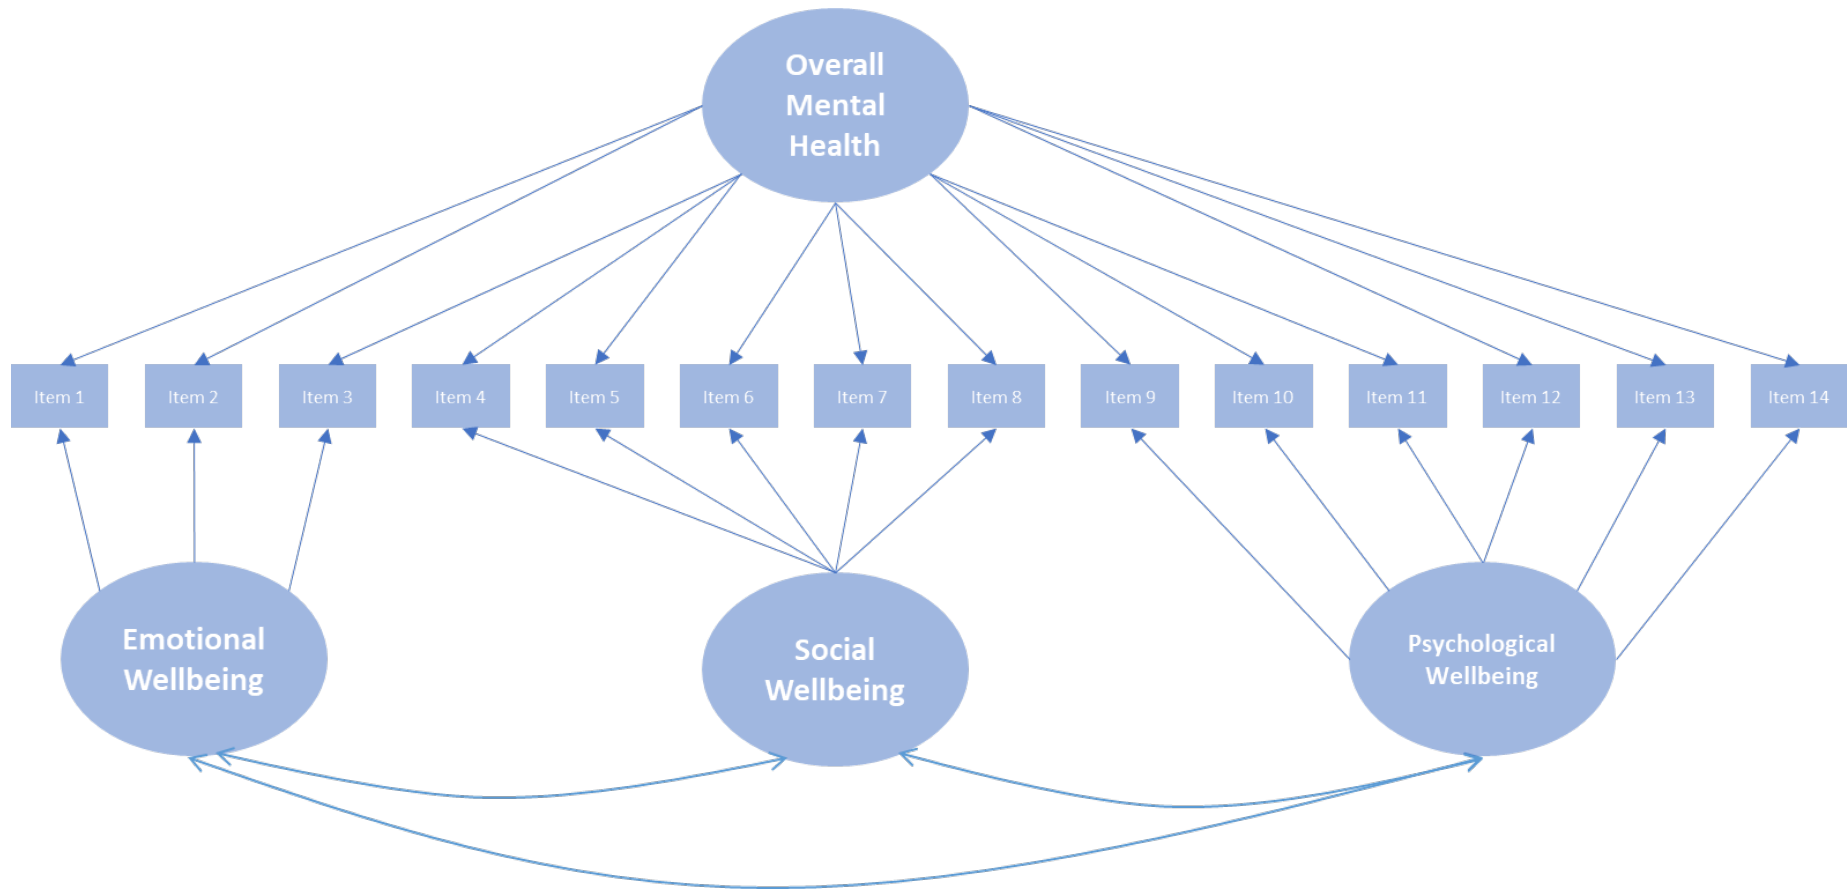 Overall
Mental
Health
Item 1
Item 2
Item 3
Item 4
Item 5
Item 6
Item 7
Item 8
Item 9
Item 10
Item 11
Item 12
Item 13
Item 14
Emotional
Wellbeing
Social
Wellbeing
Psychological
Wellbeing